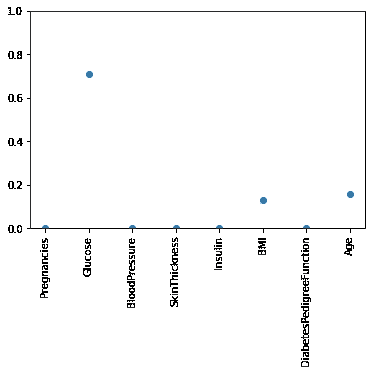 1.0
0.8
0.6
0.4
0.2
0.0
Pregnancies
Glucose
BloodPressure
SkinThickness
Insulin
BMI
DiabetesPedigreeFunction
Age